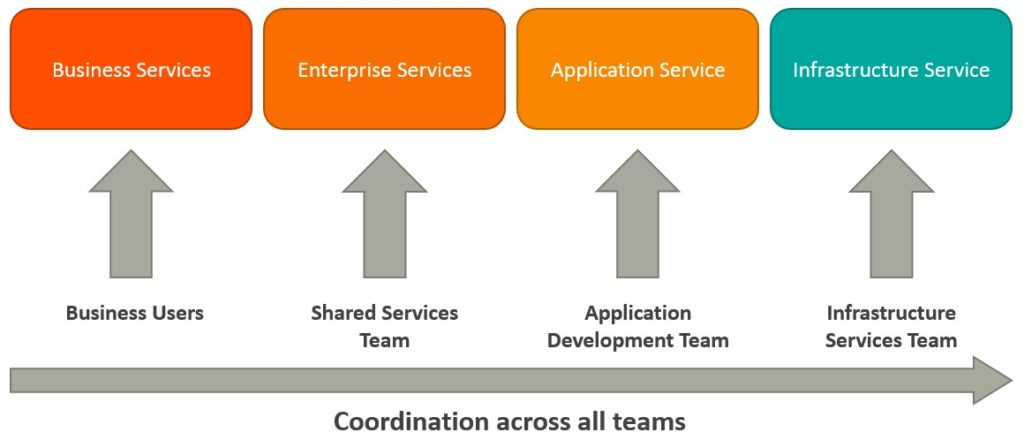 Business Services
Enterprise Services
Application Service
Infrastructure Service
Business Users
Shared Services
Team
Application
Development Team
Infrastructure
Services Team
Coordination across all teams